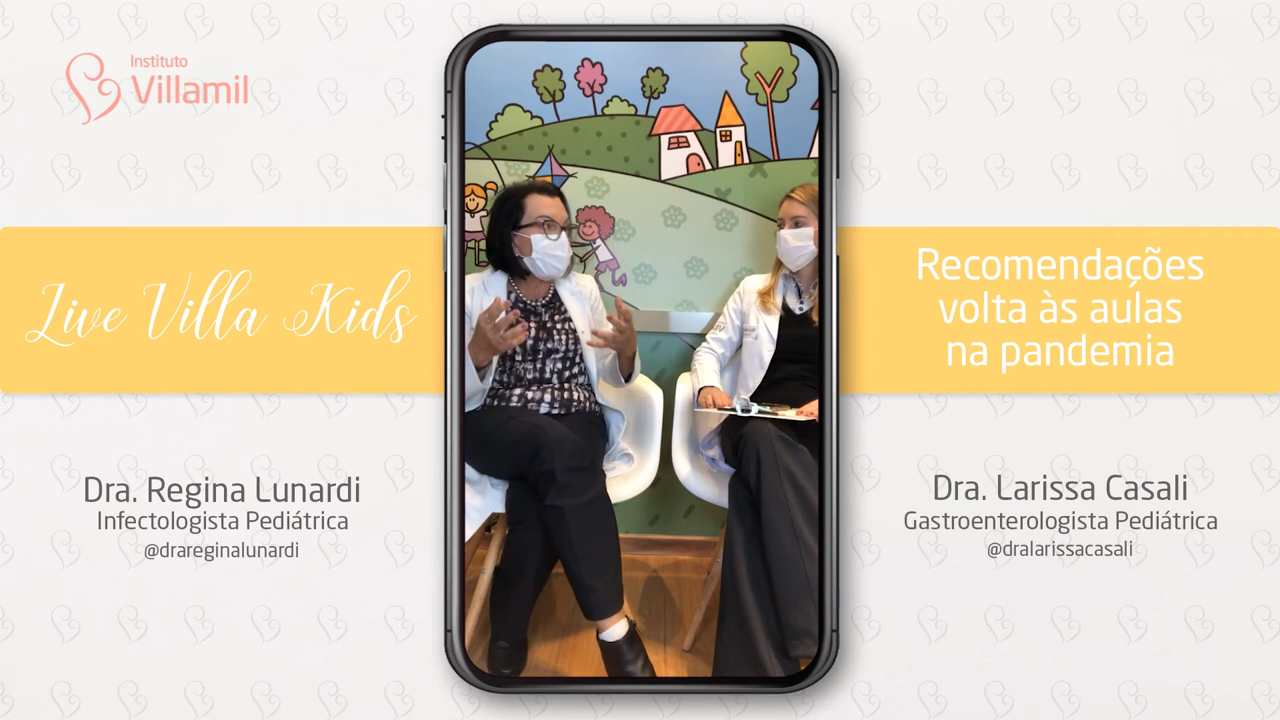 Instituto
Villamil
Live Villa Kids
Recomendações
volta às aulas
na pandemia
Dra. Regina Lunardi
Infectologista Pediátrica
@drareginalunardi
Dra. Larissa Casali
Gastroenterologista Pediátrica
@dralarissacasali